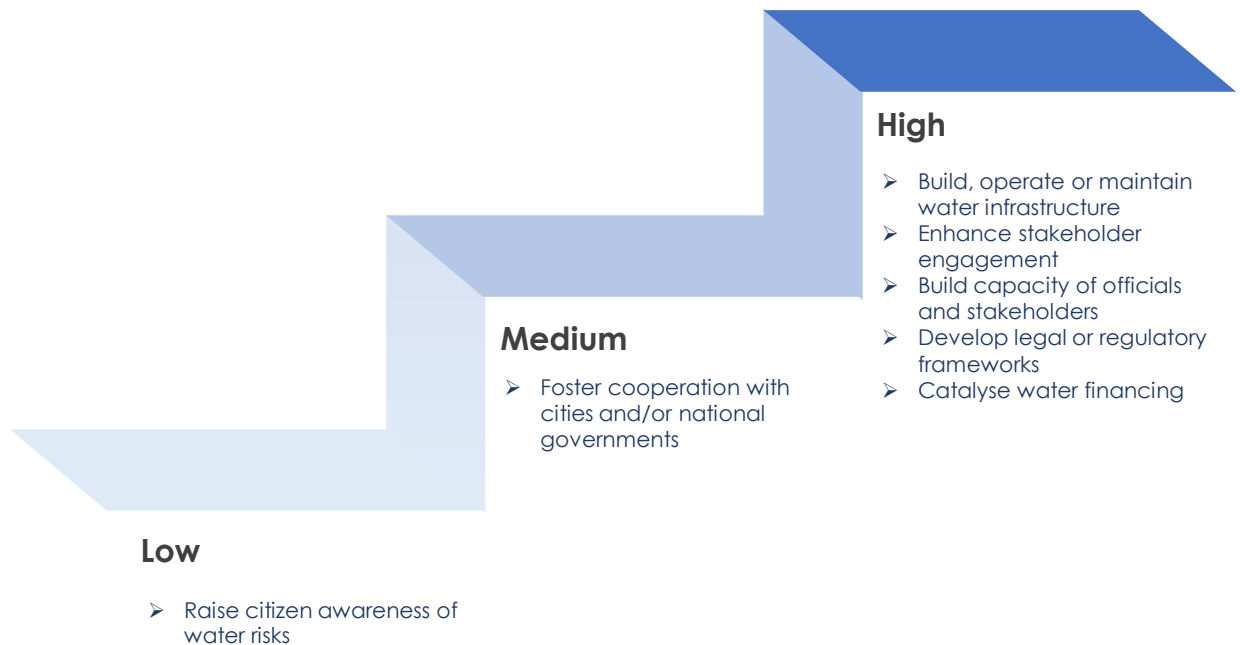 High
➢ Build, operate or maintain
water infrastructure
➢ Enhance stakeholder
engagement
➢ Build capacity of officials
and stakeholders
➢ Develop legal or regulatory
frameworks
➢ Catalyse water financing
Medium
➢ Foster cooperation with
cities and/or national
governments
Low
➢ Raise citizen awareness of
water risks